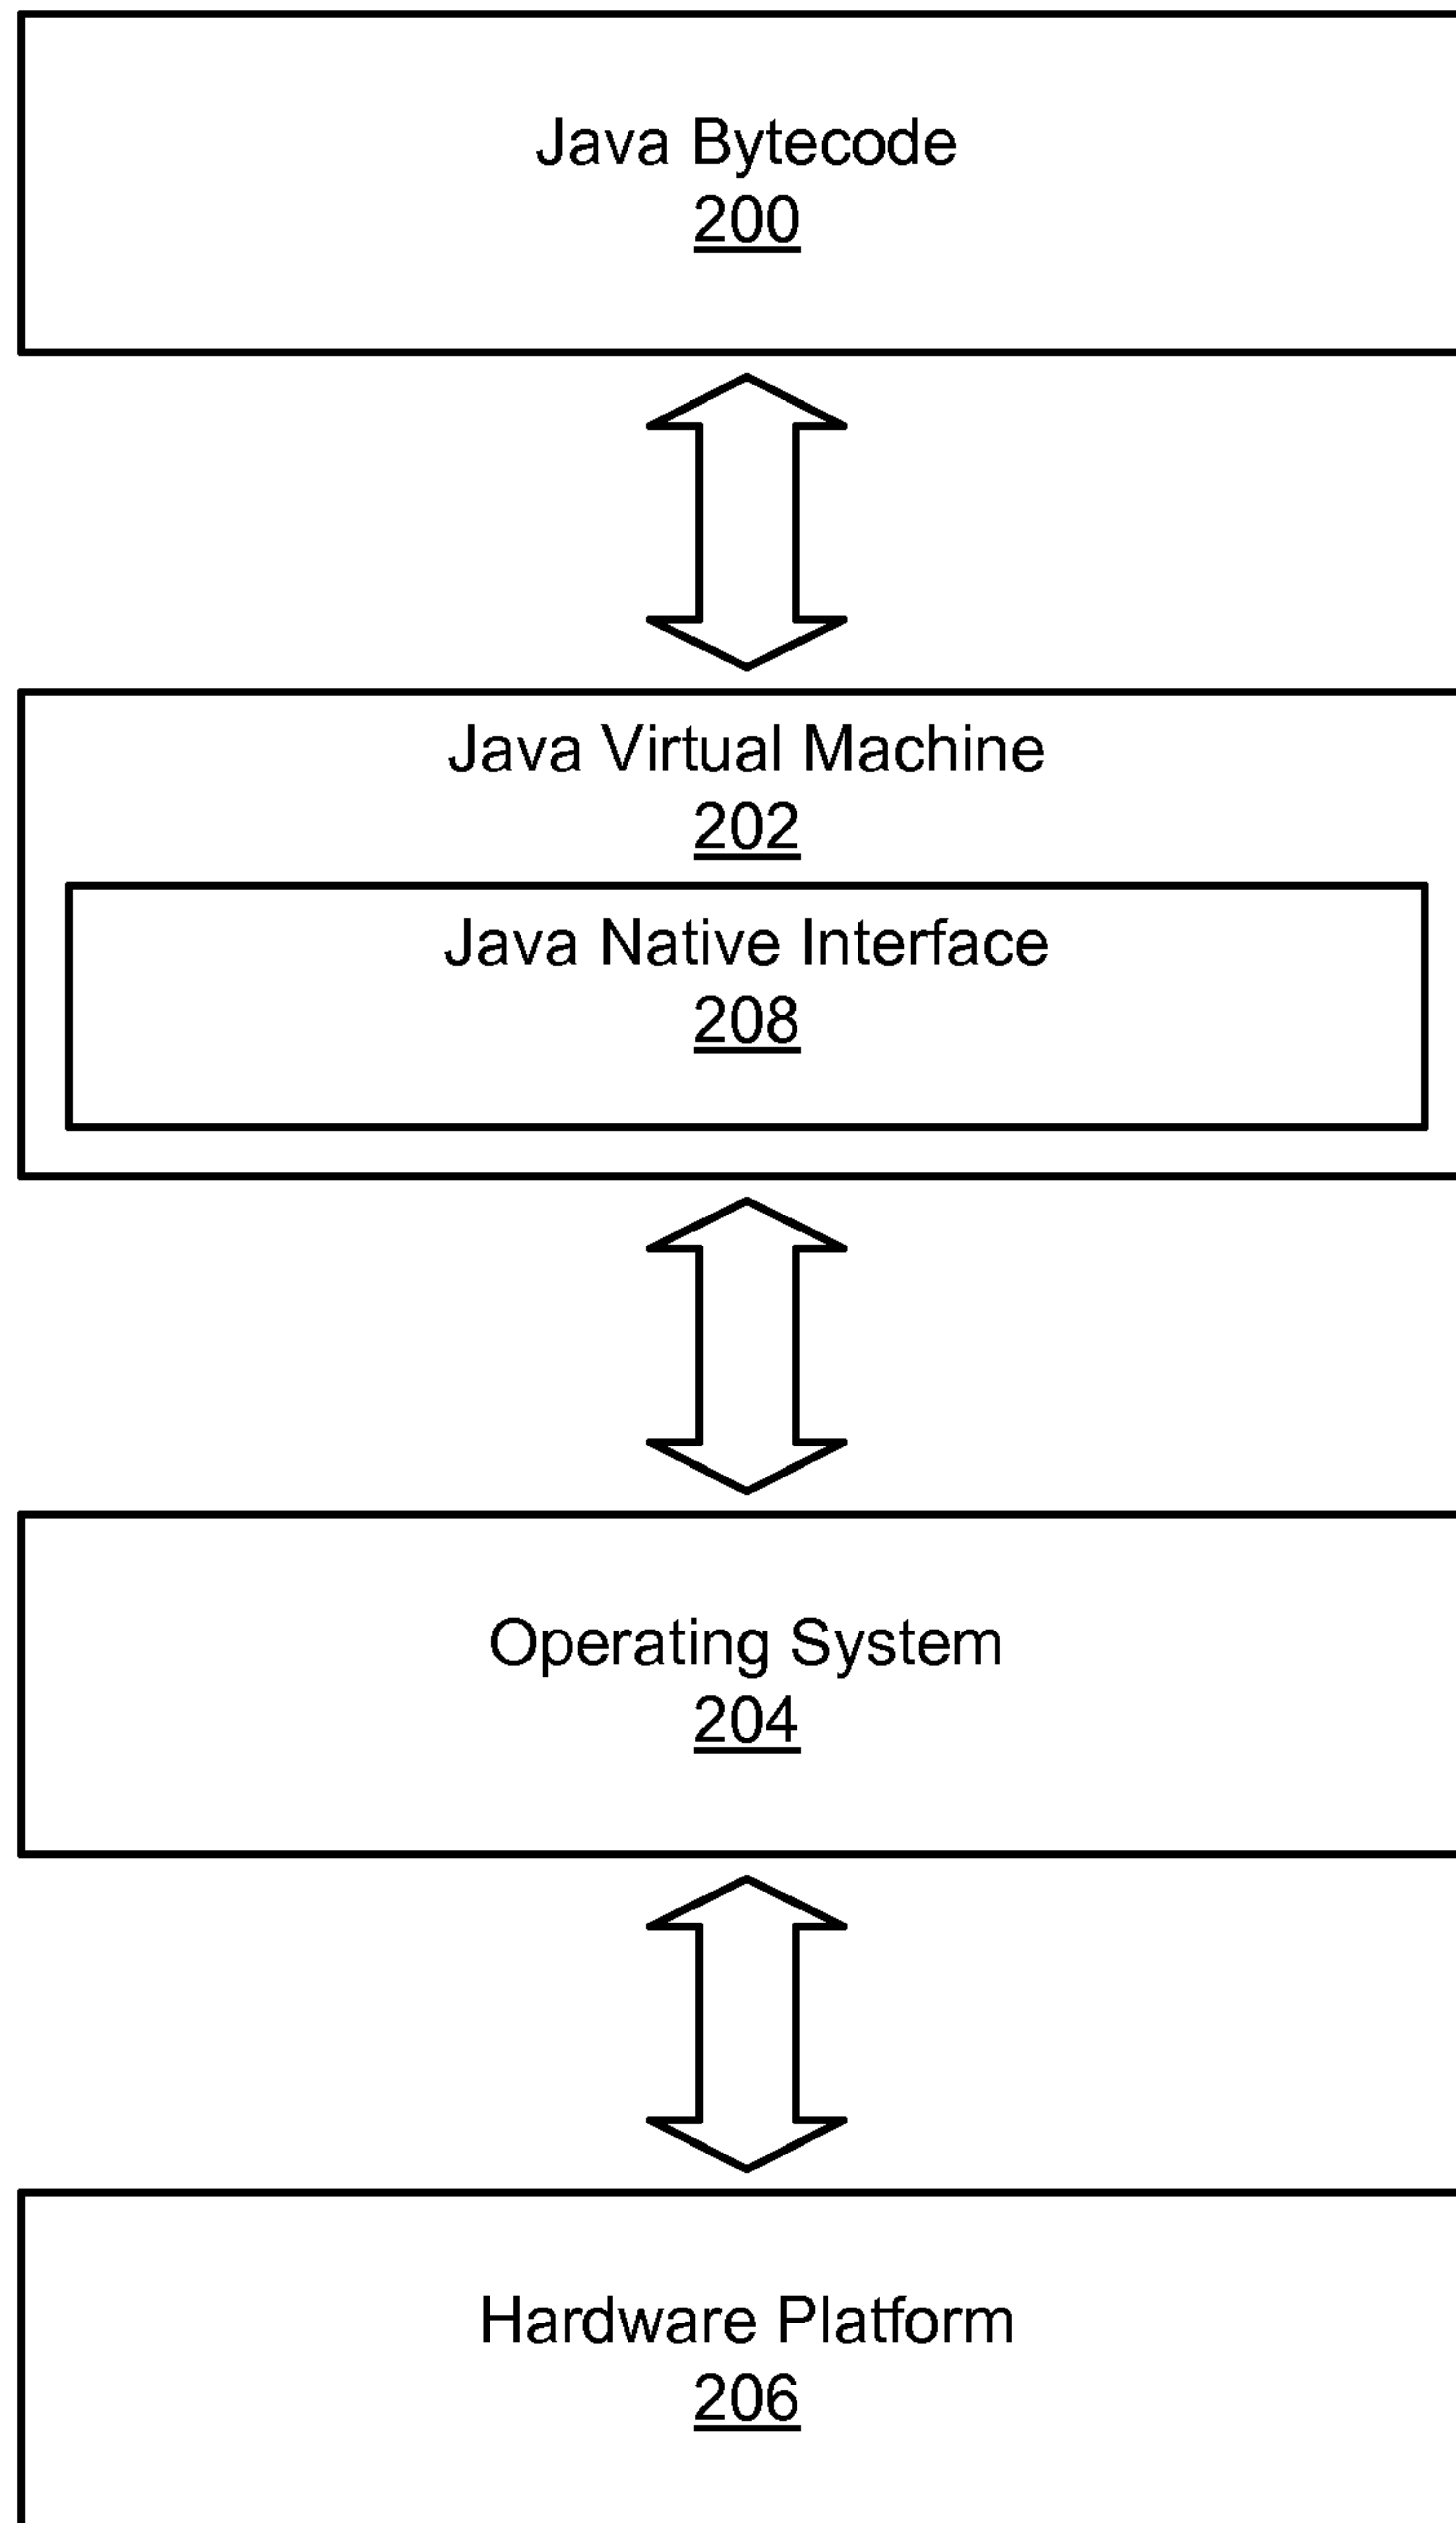 Java Bytecode
200
Java Virtual Machine
202
Java Native Interface
208
Operating System
204
Hardware Platform
206